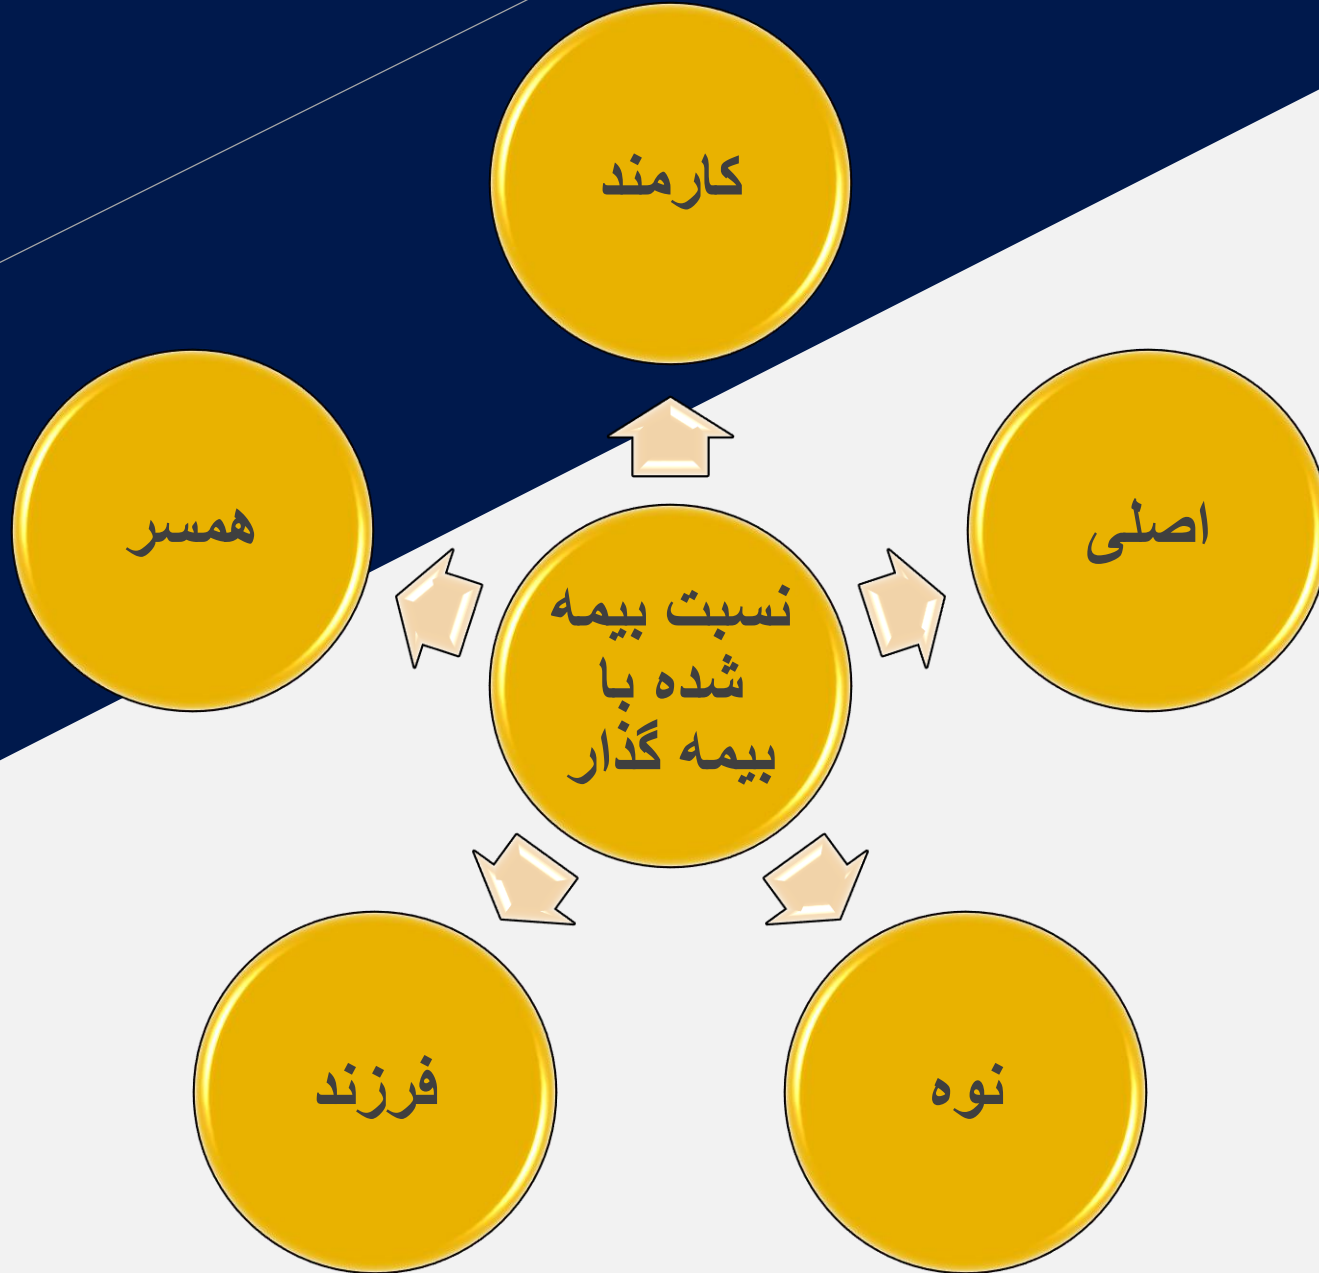 کارمند
همسر
اصلی
نسبت بیمه
شده با
بیمه گذار
فرزند
نوه